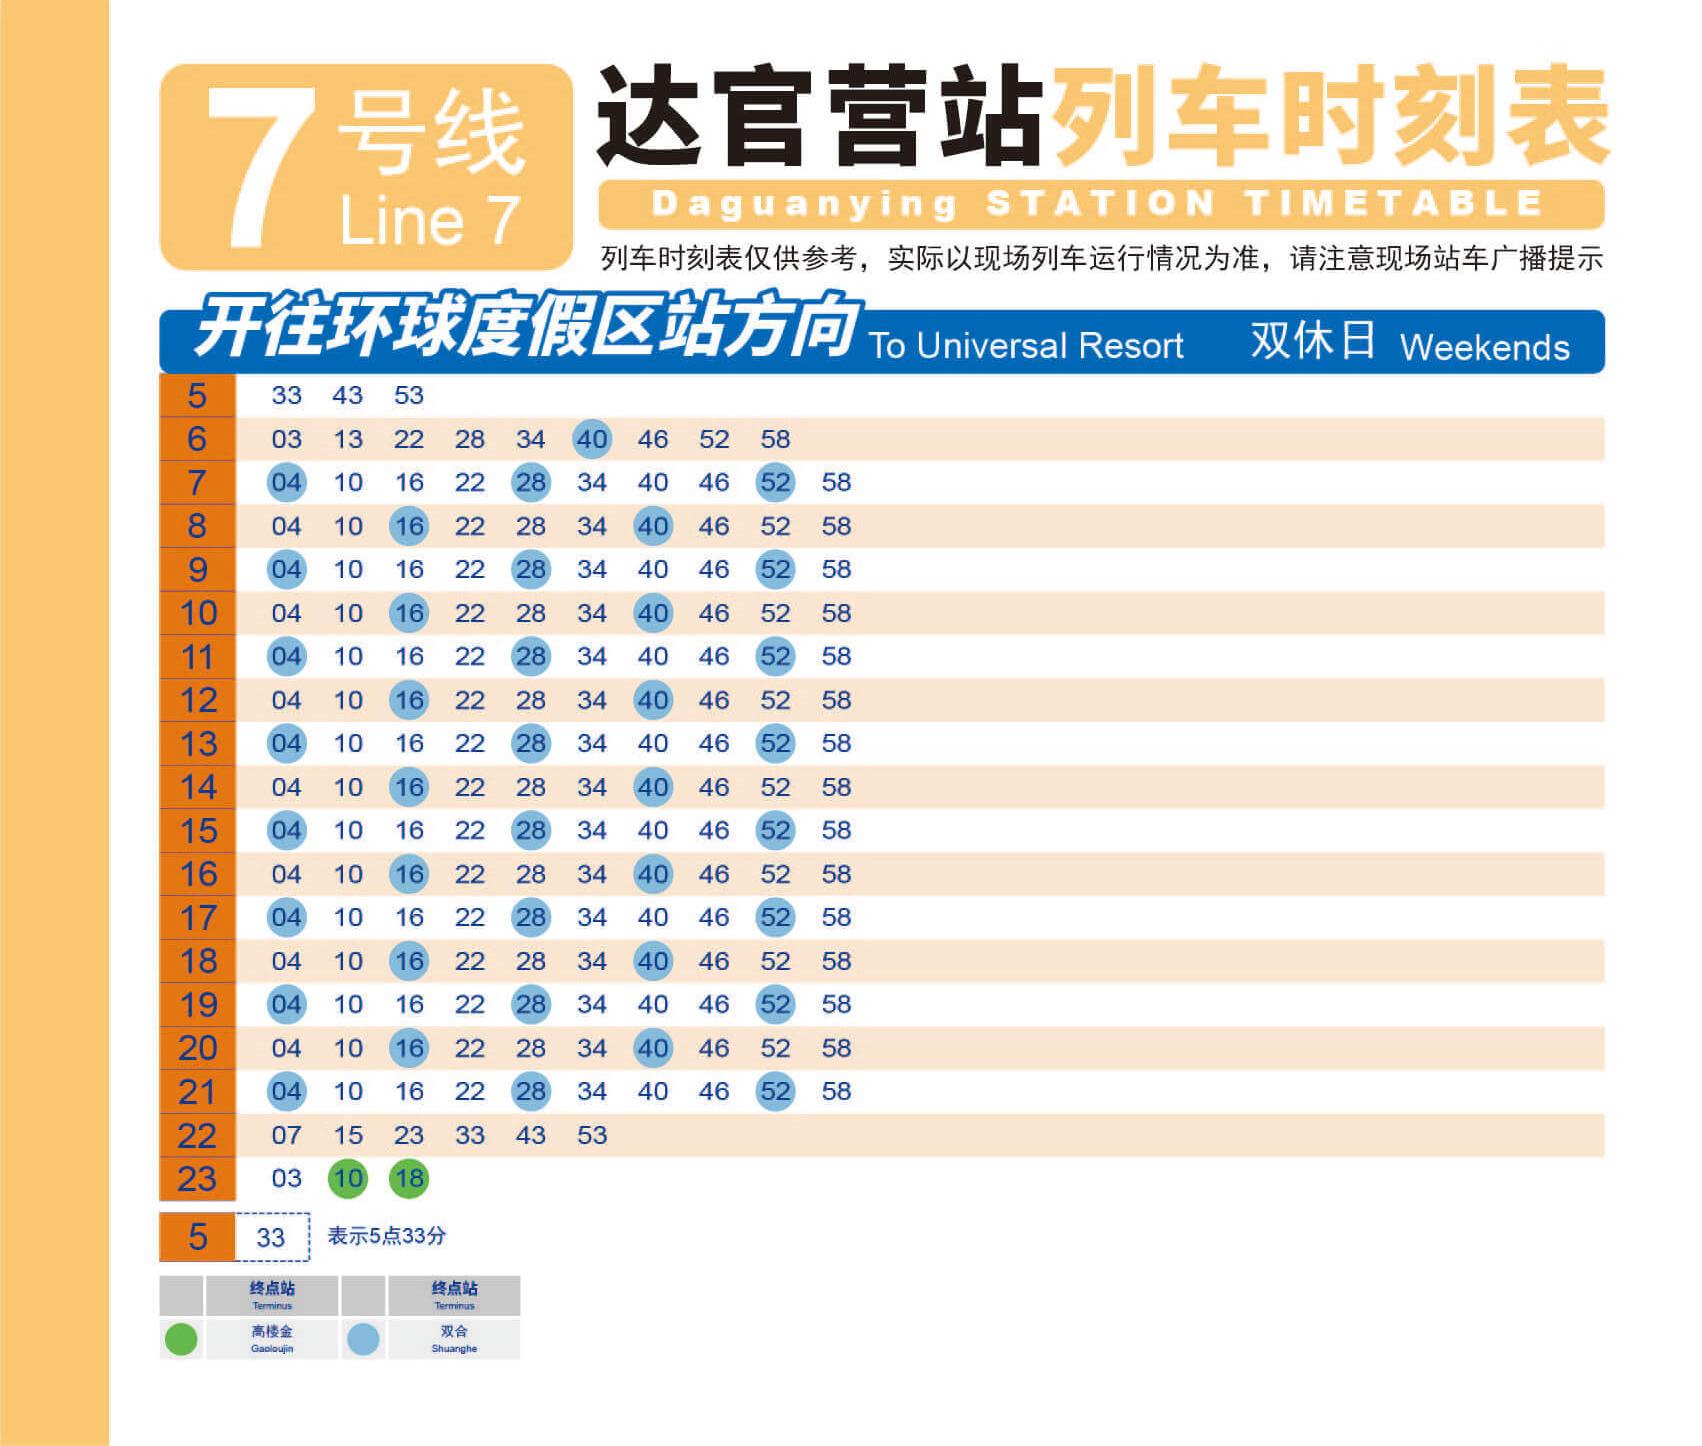 7 号线
Line 7
达官营站列车时刻表
Daguanying STATION TIMETABLE
列车时刻表仅供参考，实际以现场列车运行情况为准，请注意现场站车广播提示
开往环球度假区站方向 To Universal Resort 双休日 Weekends
5 33 43 53
6 03 13 22 28 34 40 46 52 58
7 04 10 16 22 28 34 40 46 52 58
8 04 10 16 22 28 34 40 46 52 58
9 04 10 16 22 28 34 40 46 52 58
10 04 10 16 22 28 34 40 46 52 58
11 04 10 16 22 28 34 40 46 52 58
12 04 10 16 22 28 34 40 46 52 58
13 04 10 16 22 28 34 40 46 52 58
14 04 10 16 22 28 34 40 46 52 58
15 04 10 16 22 28 34 40 46 52 58
16 04 10 16 22 28 34 40 46 52 58
17 04 10 16 22 28 34 40 46 52 58
18 04 10 16 22 28 34 40 46 52 58
19 04 10 16 22 28 34 40 46 52 58
20 04 10 16 22 28 34 40 46 52 58
21 04 10 16 22 28 34 40 46 52 58
22 07 15 23 33 43 53
23 03 10 18
5 33 表示5点33分
终点站 终点站
Terminus Terminus
高楼金 双合
Gaoloujin Shuanghe